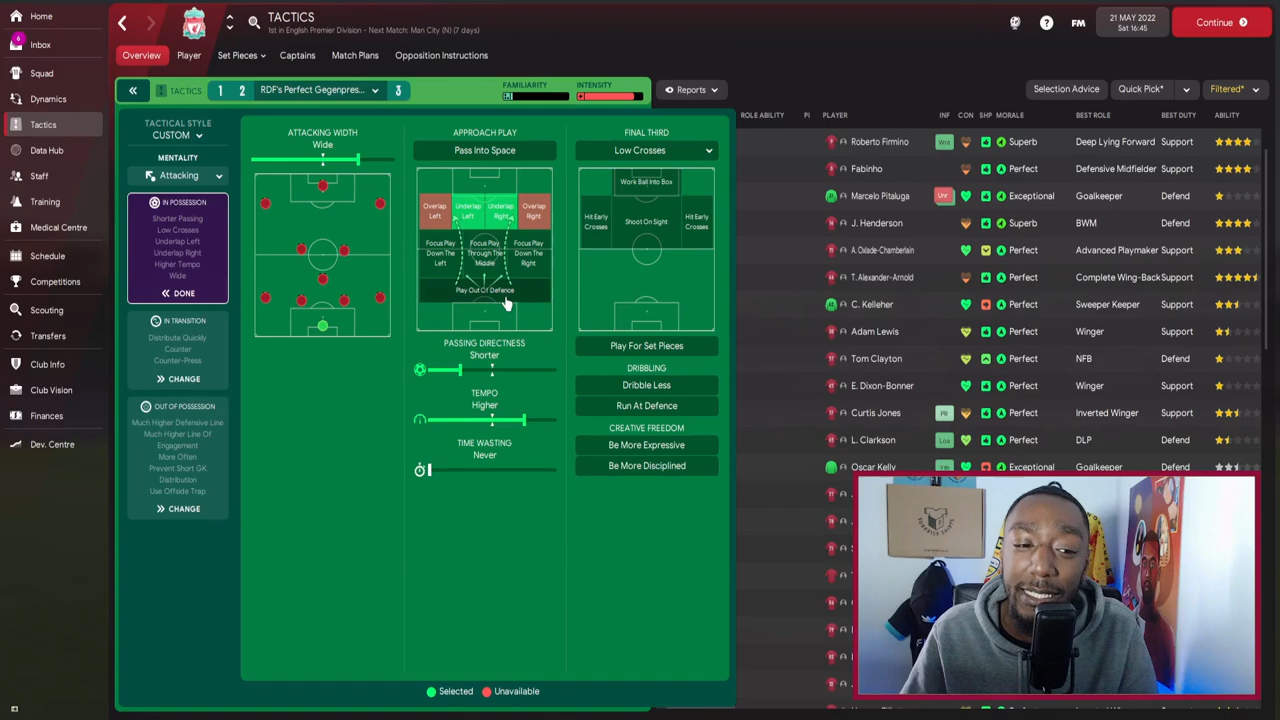 Home
6
Inbox
Squad
Dynamics
Tactics
Data Hub
Staff
Training
Medical Centre
Schedule
Competitions
Scouting
Transfers
Club Info
Club Vision
Finances
Dev. Centre
TACTICS
1st in English Premier Division - Next Match: Man City (N) (7 days)
?
FM
21 MAY 2022
Sat 16:45
Continue
Overview
Player
Set Pieces
Captains
Match Plans
Opposition Instructions
TACTICS
1
2
RDF's Perfect Gegenpres...
3
FAMILIARITY
INTENSITY
Reports
Selection Advice
Quick Pick*
Filtered*
TACTICAL STYLE
CUSTOM
MENTALITY
Attacking
IN POSSESSION
Shorter Passing
Low Crosses
Underlap Left
Underlap Right
Higher Tempo
Wide
DONE
IN TRANSITION
Distribute Quickly
Counter
Counter-Press
CHANGE
OUT OF POSSESSION
Much Higher Defensive Line
Much Higher Line Of
Engagement
More Often
Prevent Short GK
Distribution
Use Offside Trap
CHANGE
ATTACKING WIDTH
Wide
APPROACH PLAY
Pass Into Space
Overlap Left
Underlap Left
Underlap Right
Overlap Right
Focus Play Down The Left
Focus Play Through The Middle
Focus Play Down The Right
Play Out Of Defence
PASSING DIRECTNESS
Shorter
TEMPO
Higher
TIME WASTING
Never
FINAL THIRD
Low Crosses
Work Ball Into Box
Hit Early Crosses
Shoot On Sight
Hit Early Crosses
Play For Set Pieces
DRIBBLING
Dribble Less
Run At Defence
CREATIVE FREEDOM
Be More Expressive
Be More Disciplined
Selected
Unavailable
ROLE ABILITY PI PLAYER INF CON SHP MORALE BEST ROLE BEST DUTY ABILITY
Roberto Firmino Wnt Superb Deep Lying Forward Support
Fabinho Perfect Defensive Midfielder Support
Marcelo Pitaluga Unr Exceptional Goalkeeper Defend
J. Henderson Superb BWM Support
A. Oxlade-Chamberlain Perfect Advanced Playmaker Support
T. Alexander-Arnold Perfect Complete Wing-Back Support
C. Kelleher Perfect Sweeper Keeper Support
Adam Lewis Perfect Winger Support
Tom Clayton Perfect NFB Defend
E. Dixon-Bonner Perfect Winger Support
Curtis Jones PR Perfect Inverted Winger Support
L. Clarkson Loa Perfect DLP Defend
Oscar Kelly Yth Exceptional Goalkeeper Defend